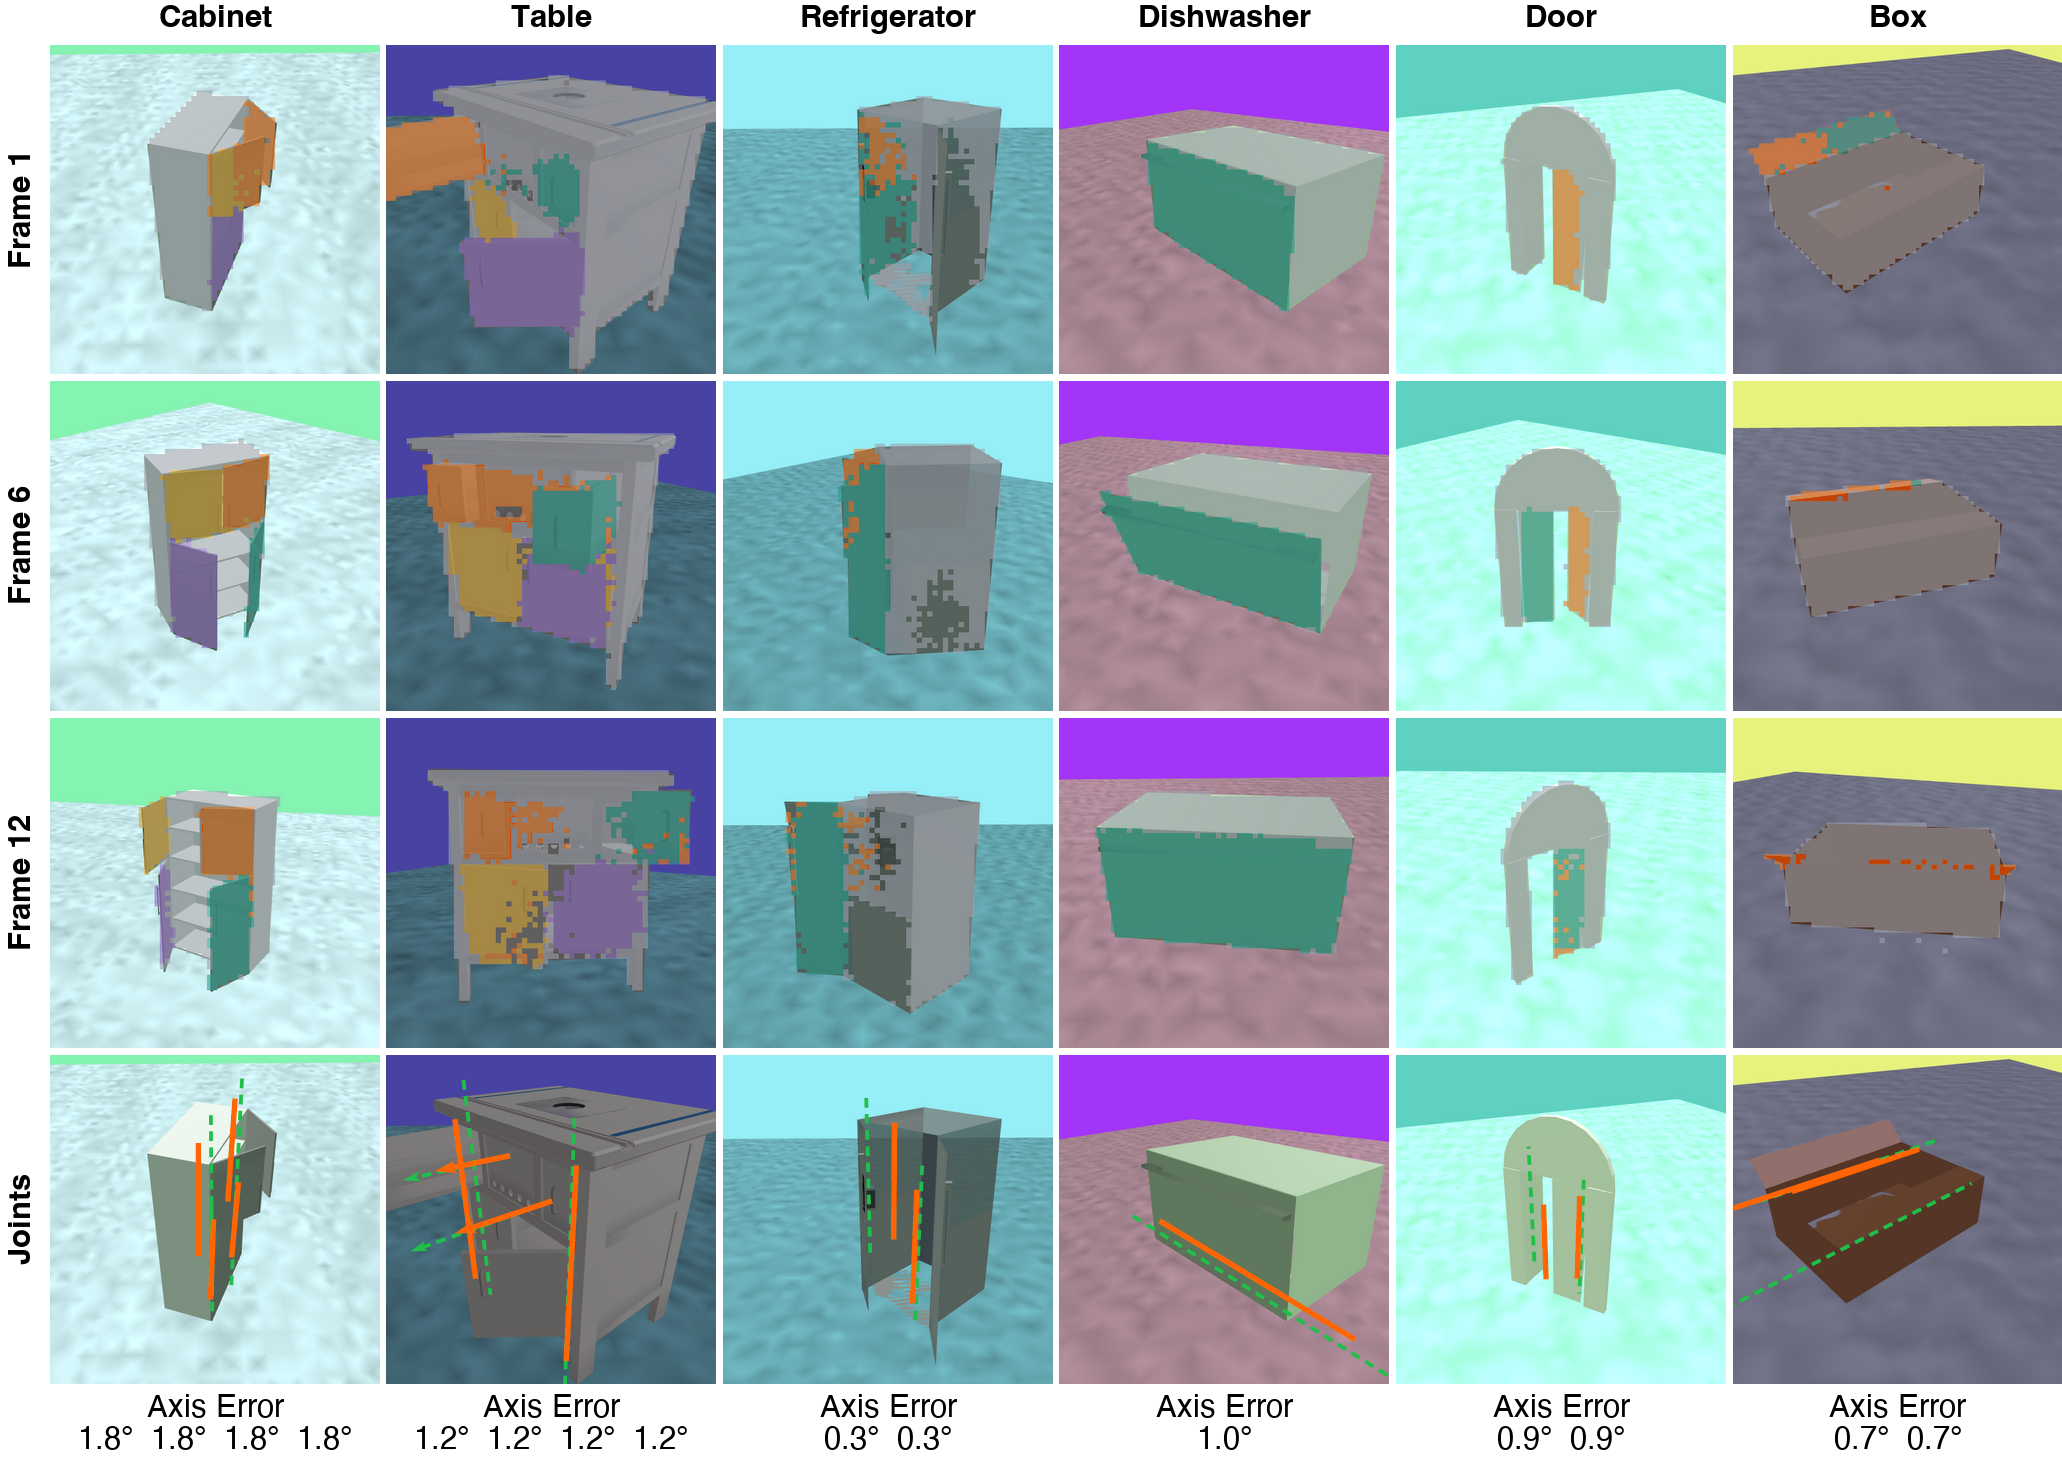 Cabinet Table Refrigerator Dishwasher Door Box
Frame 1
Frame 6
Frame 12
Joints
Axis Error Axis Error Axis Error Axis Error Axis Error Axis Error
1.8° 1.8° 1.8° 1.8° 1.2° 1.2° 1.2° 1.2° 0.3° 0.3° 1.0° 0.9° 0.9° 0.7° 0.7°